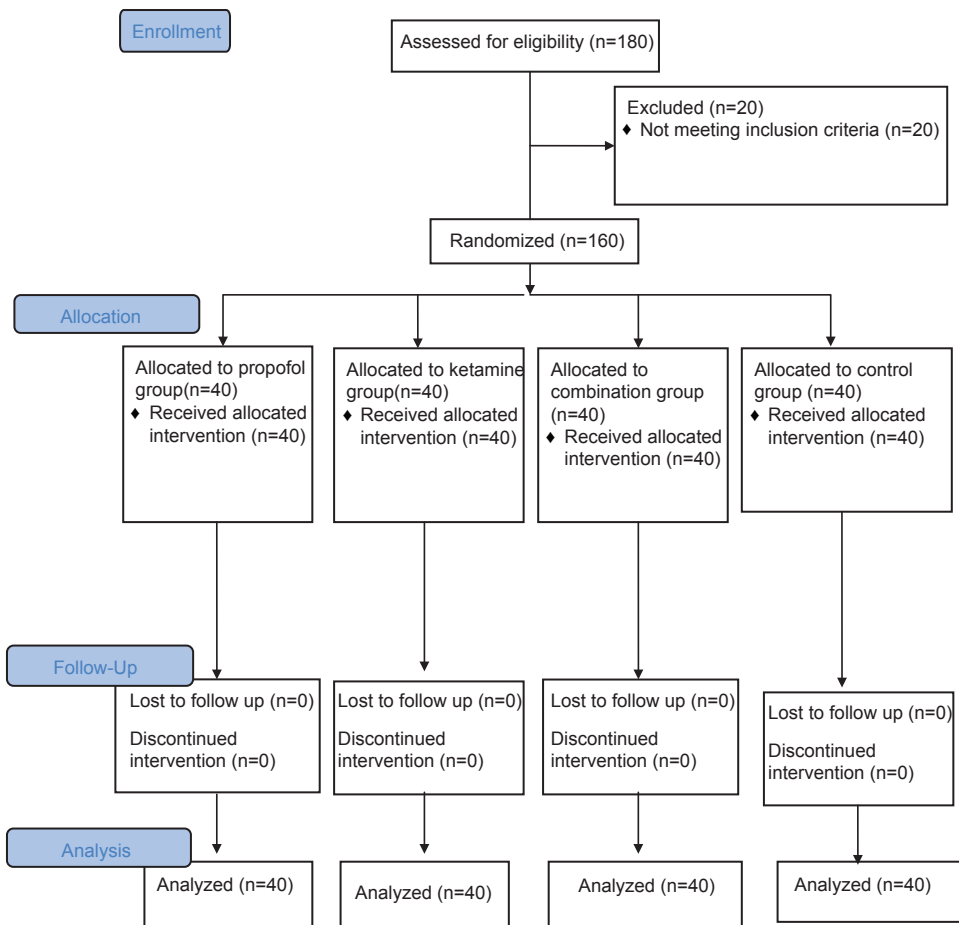 Enrollment
Assessed for eligibility (n=180)
Excluded (n=20)
♦ Not meeting inclusion criteria (n=20)
Randomized (n=160)
Allocation
Allocated to propofol
group(n=40)
♦ Received allocated
intervention (n=40)
Allocated to ketamine
group(n=40)
♦ Received allocated
intervention (n=40)
Allocated to
combination group
(n=40)
♦ Received allocated
intervention (n=40)
Allocated to control
group (n=40)
♦ Received allocated
intervention (n=40)
Follow-Up
Lost to follow up (n=0)
Discontinued
intervention (n=0)
Lost to follow up (n=0)
Discontinued
intervention (n=0)
Lost to follow up (n=0)
Discontinued
intervention (n=0)
Lost to follow up (n=0)
Discontinued
intervention (n=0)
Analysis
Analyzed (n=40)
Analyzed (n=40)
Analyzed (n=40)
Analyzed (n=40)